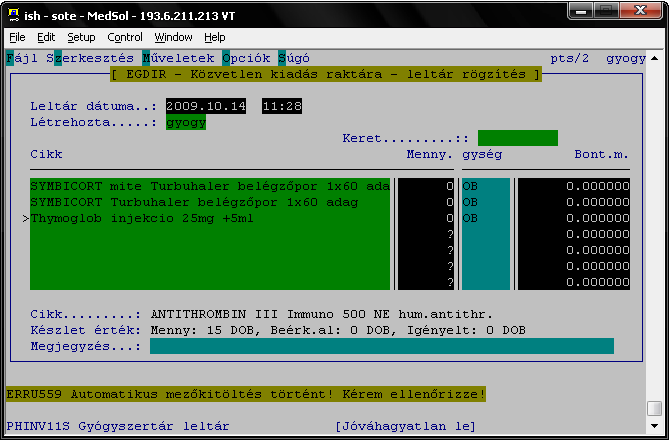 ish - sote - MedSol - 193.6.211.213 VT
File Edit Setup Control Window Help
Fájl Szerkesztés Műveletek Opciók Súgó pts/2 gyogy
[ EGDIR - Közvetlen kiadás raktára - leltár rögzítés ]
Leltár dátuma..: 2009.10.14 11:28
Létrehozta.....: gyogy
Keret.........::
Cikk Menny. gység Bont.m.
SYMBICORT mite Turbuhaler belégzőpor 1x60 ada 0 OB 0.000000
SYMBICORT Turbuhaler belégzőpor 1x60 adag 0 OB 0.000000
>Thymoglob injekcio 25mg +5ml 0 OB 0.000000
? 0.000000
? 0.000000
? 0.000000
? 0.000000
Cikk.........: ANTITHROMBIN III Immuno 500 NE hum.antithr.
Készlet érték: Menny: 15 DOB, Beérk.al: 0 DOB, Igényelt: 0 DOB
Megjegyzés...:
ERRU559 Automatikus mezőkitöltés történt! Kérem ellenőrizze!
PHINV11S Gyógyszertár leltár [Jóváhagyatlan le]